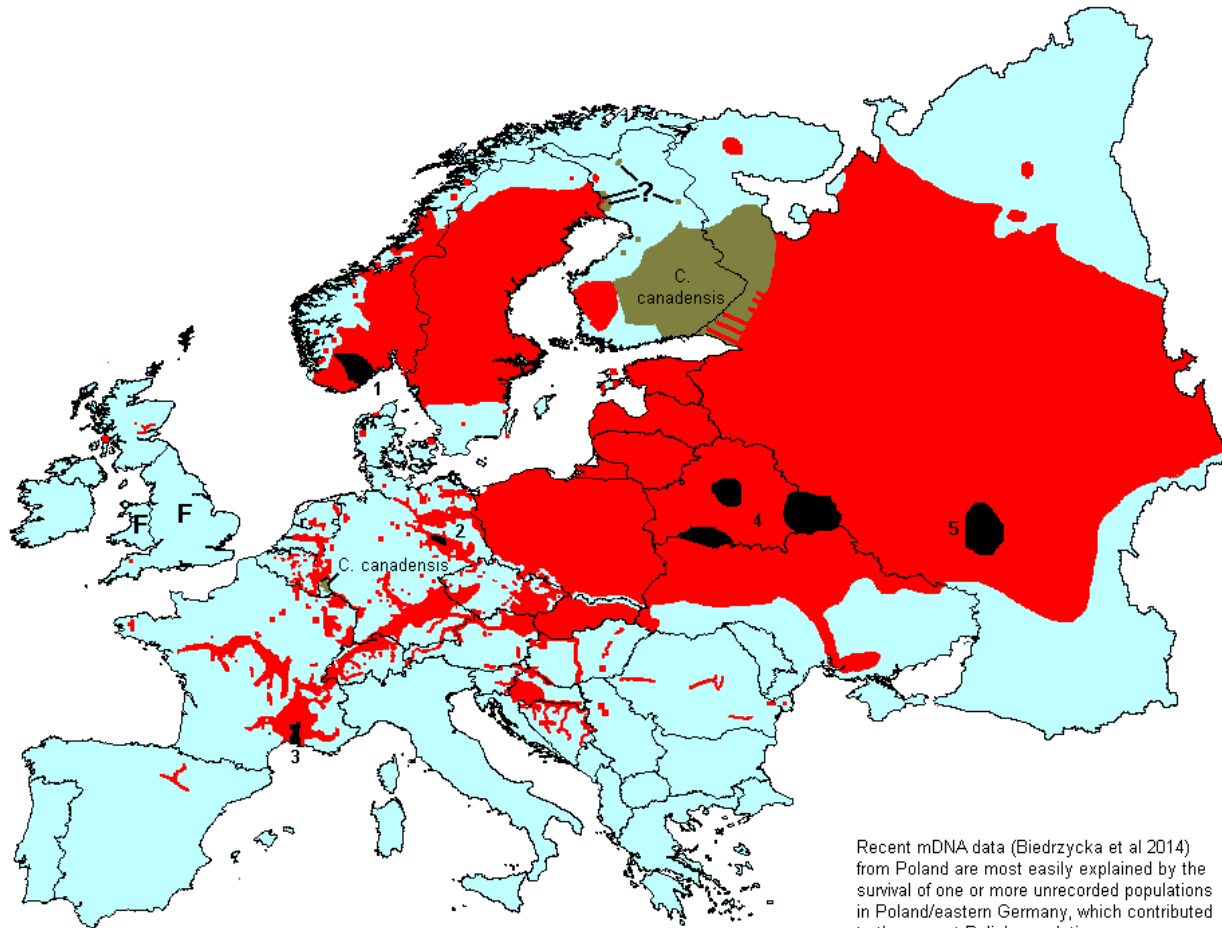 ?
C.
canadensis
1
F
F
4
5
2
C. canadensis
3
Recent mDNA data (Biedrzycka et al 2014)
from Poland are most easily explained by the
survival of one or more unrecorded populations
in Poland/eastern Germany, which contributed